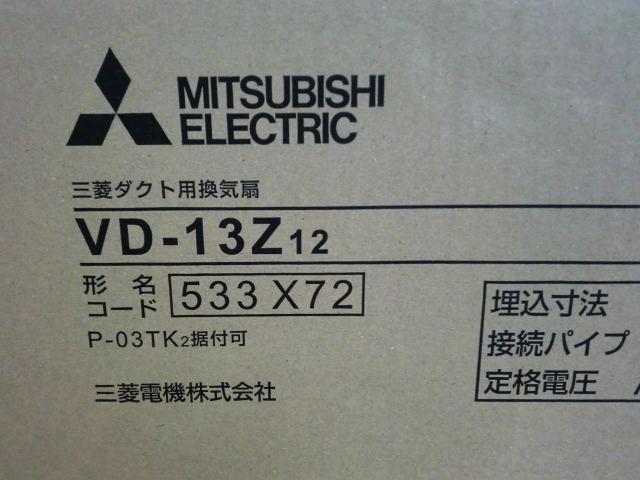 MITSUBISHI
ELECTRIC
三菱ダクト用換気扇
VD-13Z12
形名
コード 533 X72
P-03TK2据付可
三菱電機株式会社
埋込寸法
接続パイプ
定格電圧